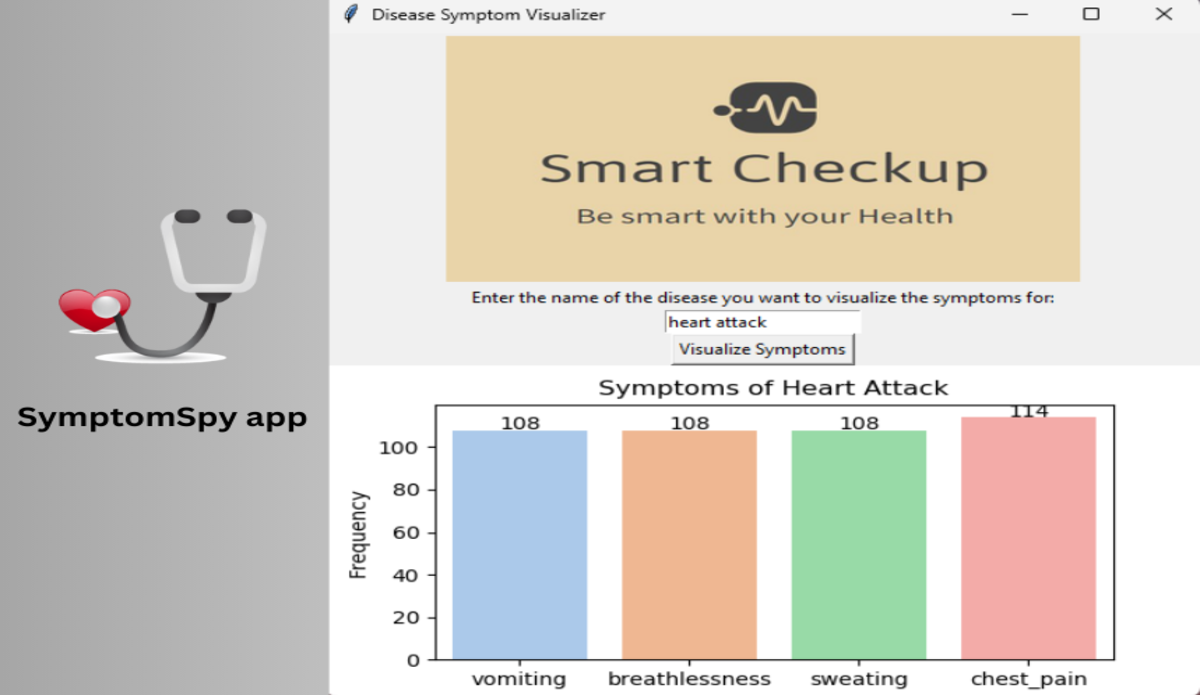 SymptomSpy app
Disease Symptom Visualizer
Smart Checkup
Be smart with your Health
Enter the name of the disease you want to visualize the symptoms for:
heart attack
Visualize Symptoms
Symptoms of Heart Attack
108 108 108 114
Frequency
100
80
60
40
20
0
vomiting breathlessness sweating chest_pain